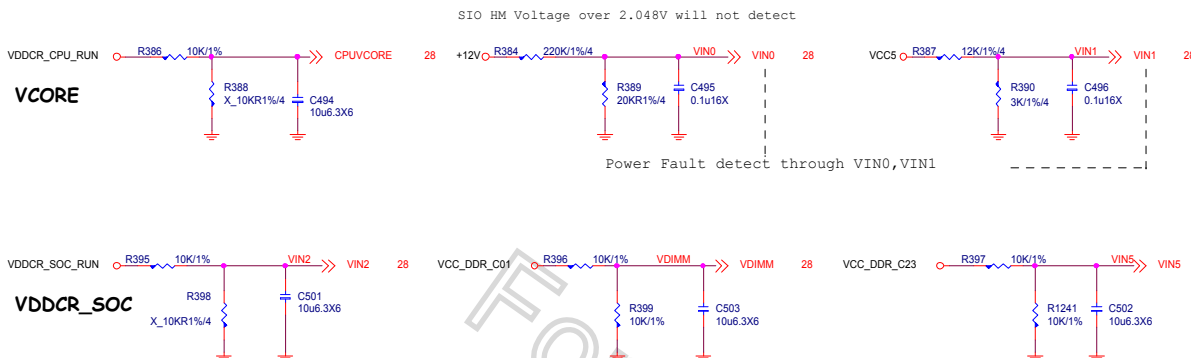 SIO HM Voltage over 2.048V will not detect
VDDCR_CPU_RUN R386 10K/1% CPUVCORE 28
VCORE
R388
X_10KR1%/4
C494
10u6.3X6
+12V R384 220K/1%/4 VIN0 VIN0 28
R389
20KR1%/4
C495
0.1u16X
VCC5 R387 12K/1%/4 VIN1 VIN1
R390
3K/1%/4
C496
0.1u16X
Power Fault detect through VIN0,VIN1
VDDCR_SOC_RUN R395 10K/1% VIN2 VIN2 28
VDDCR_SOC
R398
X_10KR1%/4
C501
10u6.3X6
VCC_DDR_C01 R396 10K/1% VDIMM VDIMM 28
R399
10K/1%
C503
10u6.3X6
VCC_DDR_C23 R397 10K/1% VIN5 VIN5
R1241
10K/1%
C502
10u6.3X6